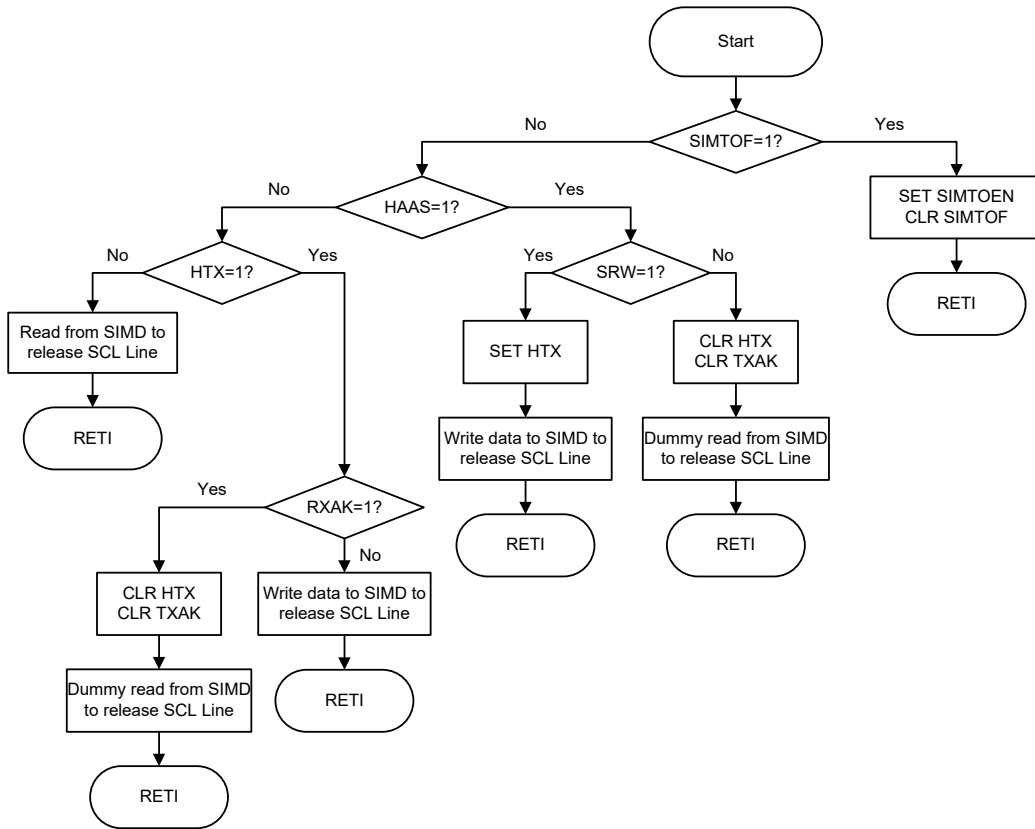 Start
No
SIMTOF=1?
Yes
No
HAAS=1?
Yes
SET SIMTOEN
CLR SIMTOF
No
HTX=1?
Yes
Yes
SRW=1?
No
RETI
Read from SIMD to
release SCL Line
SET HTX
CLR HTX
CLR TXAK
RETI
Write data to SIMD to
release SCL Line
Dummy read from SIMD
to release SCL Line
Yes
RXAK=1?
No
RETI
RETI
CLR HTX
CLR TXAK
Write data to SIMD to
release SCL Line
Dummy read from SIMD
to release SCL Line
RETI
RETI